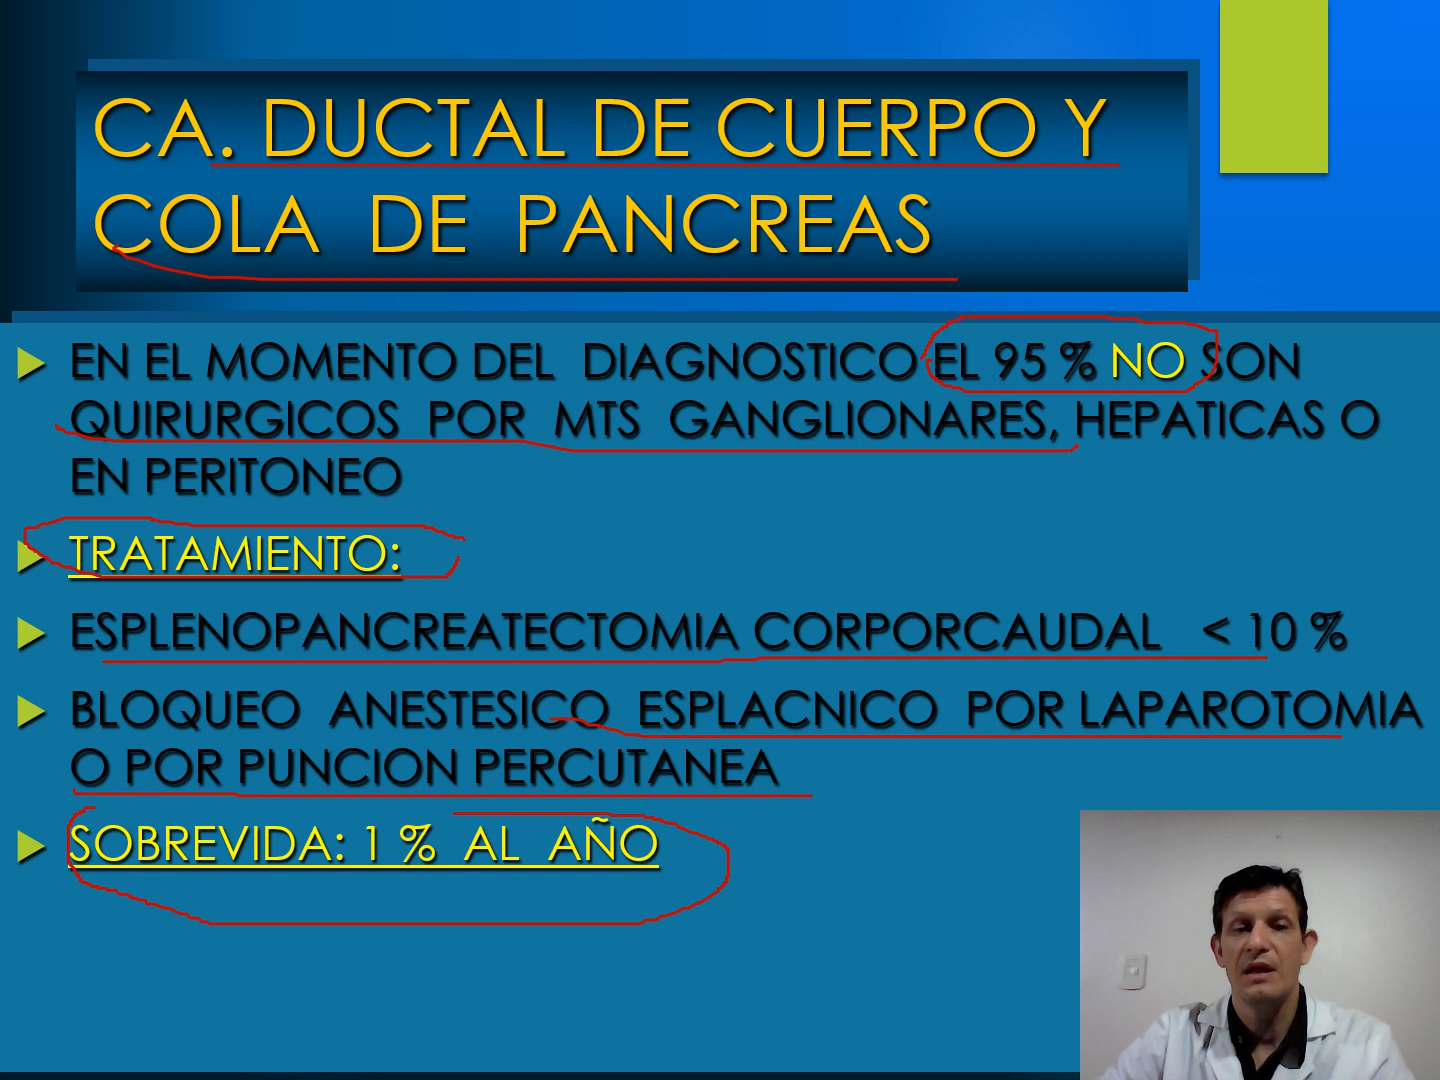 CA. DUCTAL DE CUERPO Y
COLA DE PANCREAS
EN EL MOMENTO DEL DIAGNOSTICO EL 95 % NO SON
QUIRURGICOS POR MTS GANGLIONARES, HEPATICAS O
EN PERITONEO
TRATAMIENTO:
ESPLENOPANCREATECTOMIA CORPORCAUDAL < 10 %
BLOQUEO ANESTESICO ESPLACNICO POR LAPAROTOMIA
O POR PUNCION PERCUTANEA
SOBREVIDA: 1 % AL AÑO